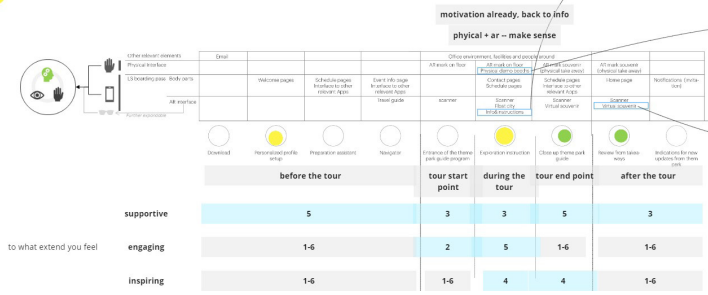 motivation already, back to info
phyical + ar -- make sense
Other relevant elements
Email
Office environment, facilities and people around
Physical Interface
AR mark on floor
AR mark on floor
Physical demo booths
AR mark souvenir
(physical take away)
AR mark souvenir
(physical take away)
LS boarding pass
Body parts
Welcome pages
Schedule pages
Interface to other
relevant Apps
Event info page
Interface to other
relevant Apps
Contact pages
Schedule pages
Schedule pages
Interface to other
relevant Apps
Home page
Notifications (invita-
tion)
AR interface
travel guide
scanner
Scanner
Float city
Info&instructions
Scanner
Virtual souvenir
Scanner
Virtual souvenir
Further expression
Download
Personalized profile
setup
Preparation assistant
Navigator
Entrance of the theme
park guide program
Exploration instruction
Close up theme park
guide
Review from take-
ways
Indications for new
updates from them
park
before the tour
tour start
point
during the
tour
tour end point
after the tour
supportive
5
3
3
5
3
to what extend you feel
engaging
1-6
2
5
1-6
1-6
inspiring
1-6
1-6
4
4
1-6